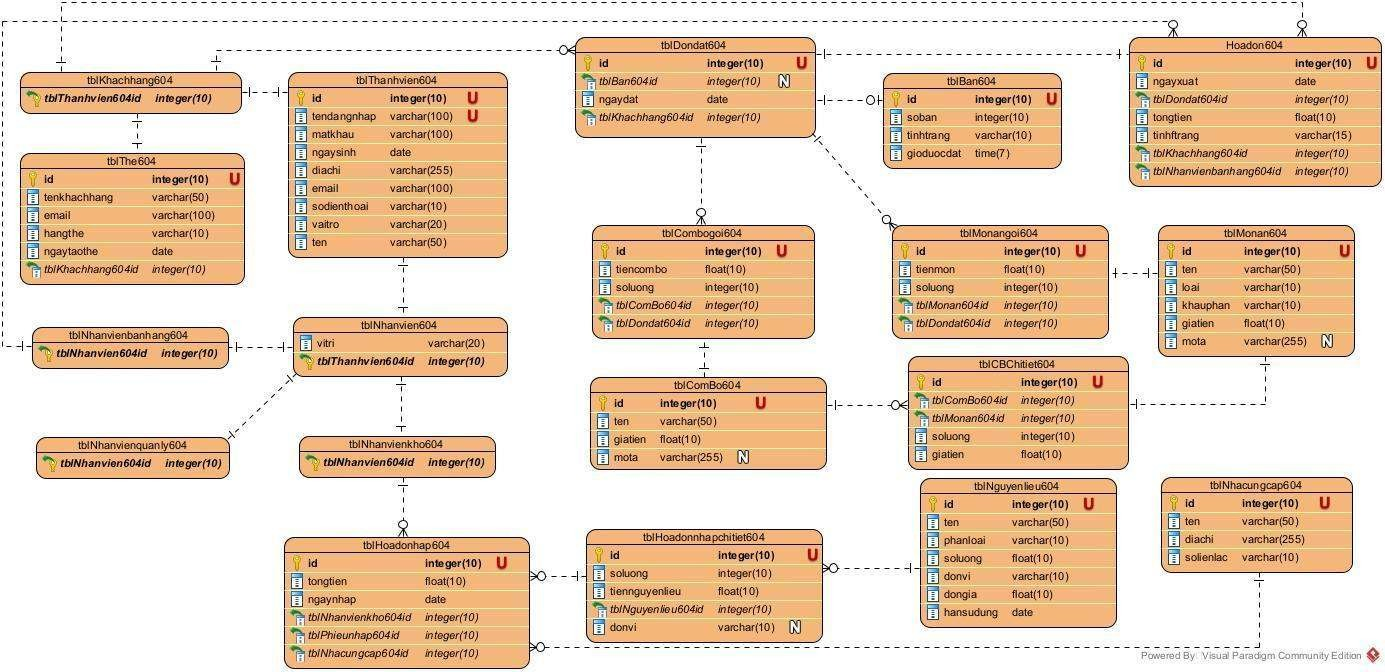 tblKhachhang604
tblThanhvien604id integer(10)
tblThe604
id integer(10) U
tenkhachhang varchar(50)
email varchar(100)
hangthe varchar(10)
ngaytaothe date
tblKhachhang604id integer(10)
tblThanhvien604
id integer(10) U
tendangnhap varchar(100) U
matkhau varchar(100)
ngaysinh date
diachi varchar(255)
email varchar(100)
sodienthoai varchar(10)
vaitro varchar(20)
ten varchar(50)
tblDondat604
id integer(10) U
tblBan604id integer(10) N
ngaydat date
tblKhachhang604id integer(10)
tblBan604
id integer(10) U
soban integer(10)
tinhtrang varchar(10)
gioduocdat time(7)
Hoadon604
id integer(10) U
ngayxuat date
tblDondat604id integer(10)
tongtien float(10)
tinhftrang varchar(15)
tblKhachhang604id integer(10)
tblNhanvienbanhang604id integer(10)
tblCombogoi604
id integer(10) U
tiencombo float(10)
soluong integer(10)
tblComBo604id integer(10)
tblDondat604id integer(10)
tblMonangoi604
id integer(10) U
tienmon float(10)
soluong integer(10)
tblMonan604id integer(10)
tblDondat604id integer(10)
tblMonan604
id integer(10) U
ten varchar(50)
loai varchar(10)
khauphan varchar(10)
giatien float(10)
mota varchar(255) N
tblNhanvienbanhang604
tblNhanvien604id integer(10)
tblNhanvien604
vitri varchar(20)
tblThanhvien604id integer(10)
tblComBo604
id integer(10) U
ten varchar(50)
giatien float(10)
mota varchar(255) N
tblCBChitiet604
id integer(10) U
tblComBo604id integer(10)
tblMonan604id integer(10)
soluong integer(10)
giatien float(10)
tblNhanvienquanly604
tblNhanvien604id integer(10)
tblNhanvienkho604
tblNhanvien604id integer(10)
tblNguyenlieu604
id integer(10) U
ten varchar(50)
phanloai varchar(10)
soluong float(10)
donvi varchar(10)
dongia float(10)
hansudung date
tblNhacungcap604
id integer(10) U
ten varchar(50)
diachi varchar(255)
solienlac varchar(10)
tblHoadonhap604
id integer(10) U
tongtien float(10)
ngaynhap date
tblNhanvienkho604id integer(10)
tblPhieunhap604id integer(10)
tblNhacungcap604id integer(10)
tblHoadonnhapchitiet604
id integer(10) U
soluong integer(10)
tiennguyenlieu float(10)
tblNguyenlieu604id integer(10)
donvi varchar(10) N
Powered By: Visual Paradigm Community Edition